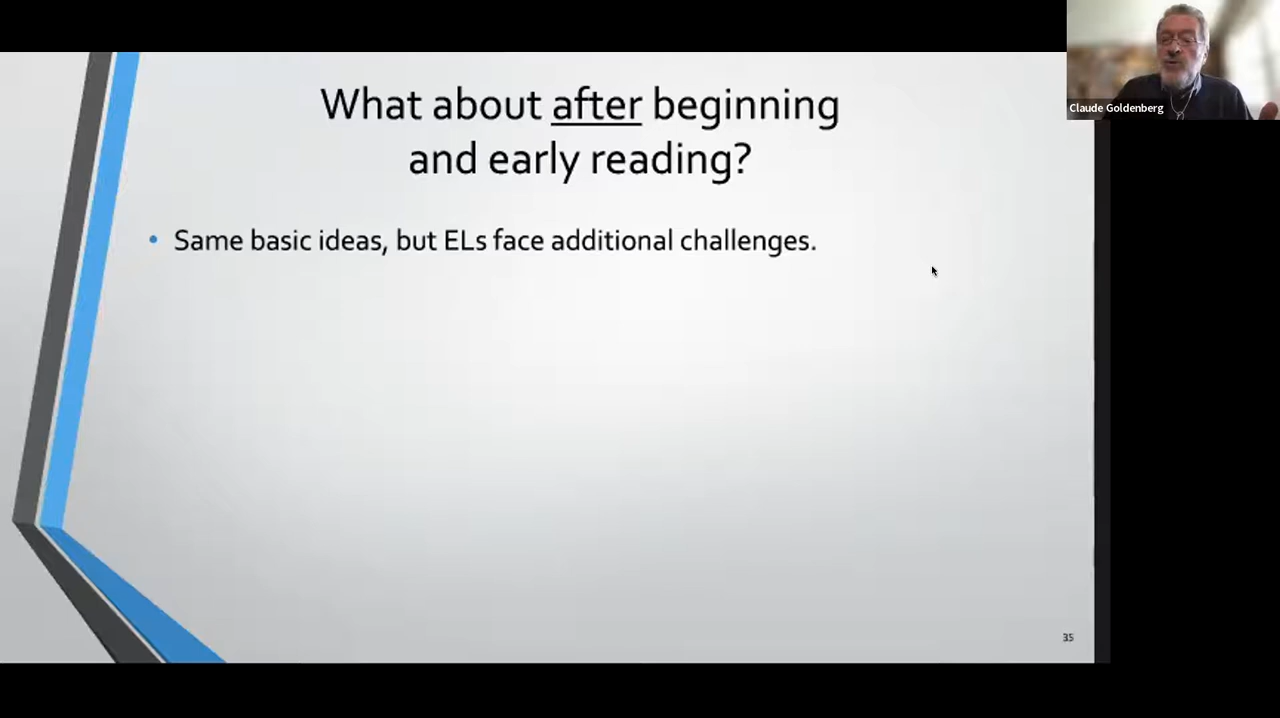 What about after beginning
and early reading?
• Same basic ideas, but ELs face additional challenges.
35
Claude Goldenberg